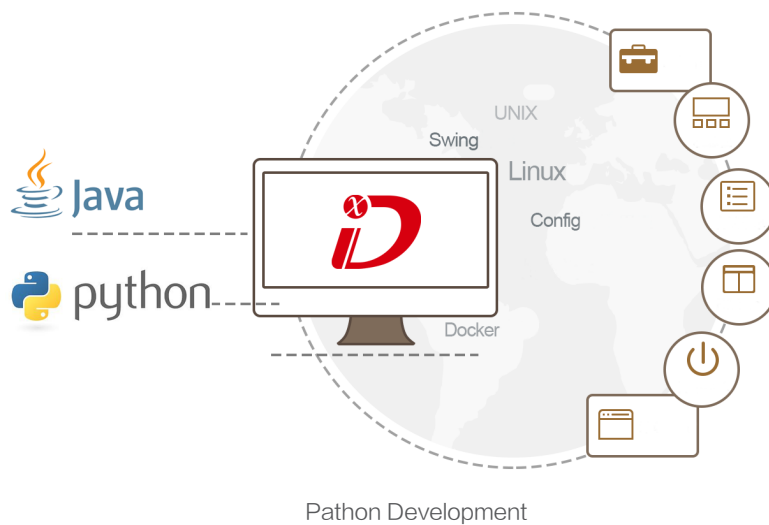 UNIX
Swing
Linux
Java
Config
python
Docker
Pathon Development